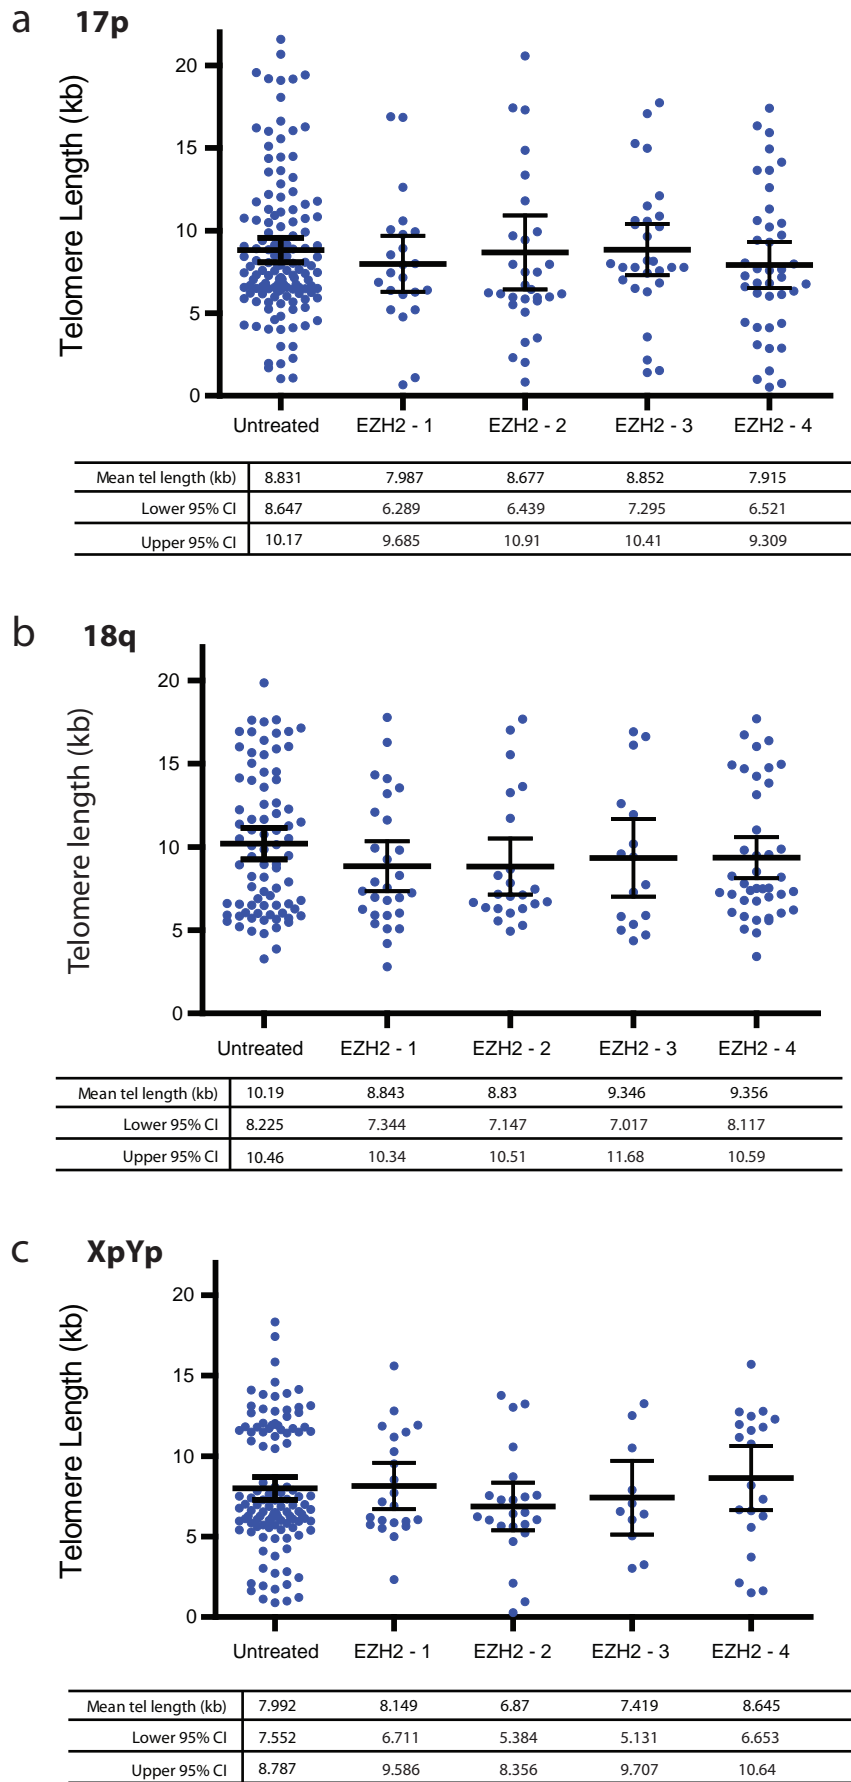 a 17p
Telomere Length (kb)
20
15
10
5
0
Untreated EZH2 - 1 EZH2 - 2 EZH2 - 3 EZH2 - 4
Mean tel length (kb) 8.831 7.987 8.677 8.852 7.915
Lower 95% CI 8.647 6.289 6.439 7.295 6.521
Upper 95% CI 10.17 9.685 10.91 10.41 9.309
b 18q
Telomere length (kb)
20
15
10
5
0
Untreated EZH2 - 1 EZH2 - 2 EZH2 - 3 EZH2 - 4
Mean tel length (kb) 10.19 8.843 8.83 9.346 9.356
Lower 95% CI 8.225 7.344 7.147 7.017 8.117
Upper 95% CI 10.46 10.34 10.51 11.68 10.59
c XpYp
Telomere Length (kb)
20
15
10
5
0
Untreated EZH2 - 1 EZH2 - 2 EZH2 - 3 EZH2 - 4
Mean tel length (kb) 7.992 8.149 6.87 7.419 8.645
Lower 95% CI 7.552 6.711 5.384 5.131 6.653
Upper 95% CI 8.787 9.586 8.356 9.707 10.64